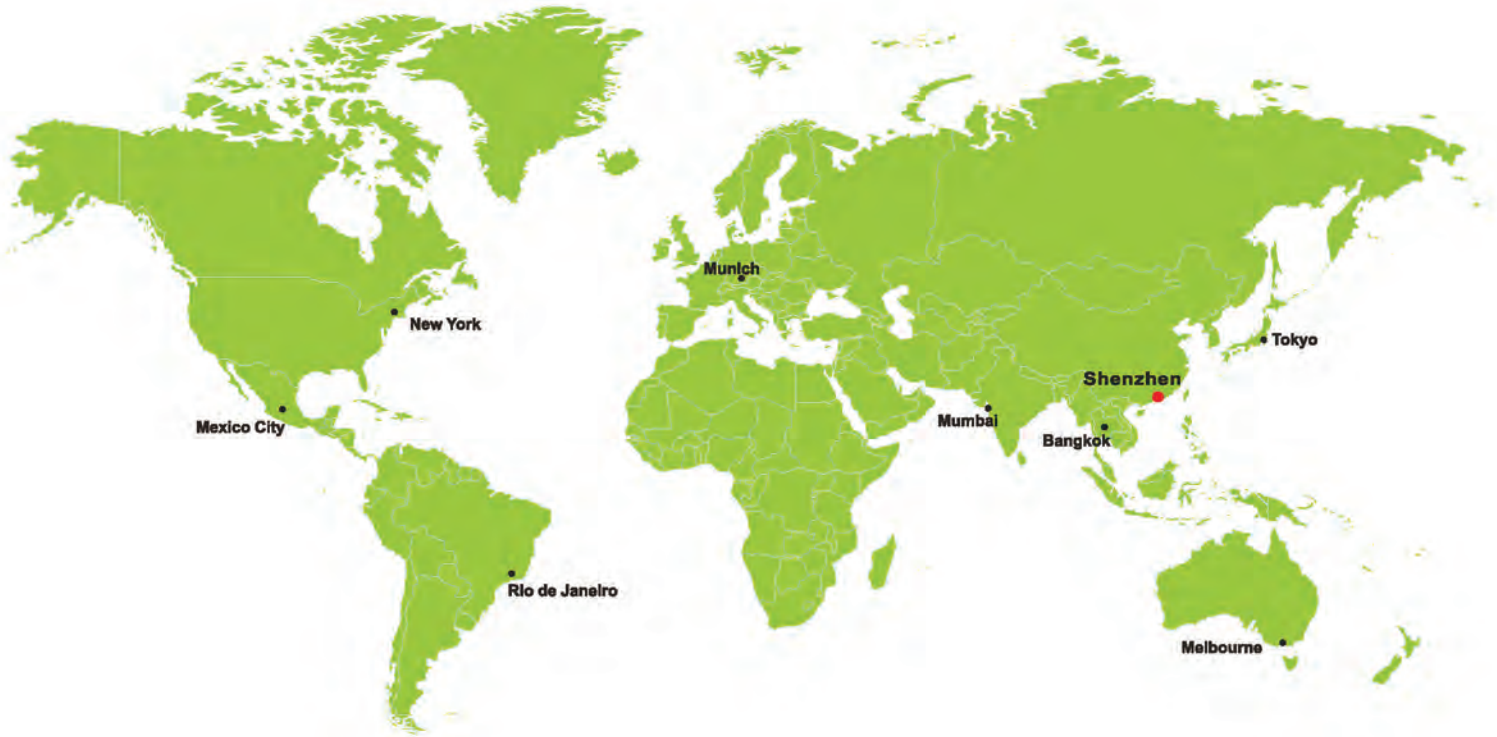 Munich
New York
Tokyo
Shenzhen
Mexico City
Mumbai
Bangkok
Rio de Janeiro
Melbourne